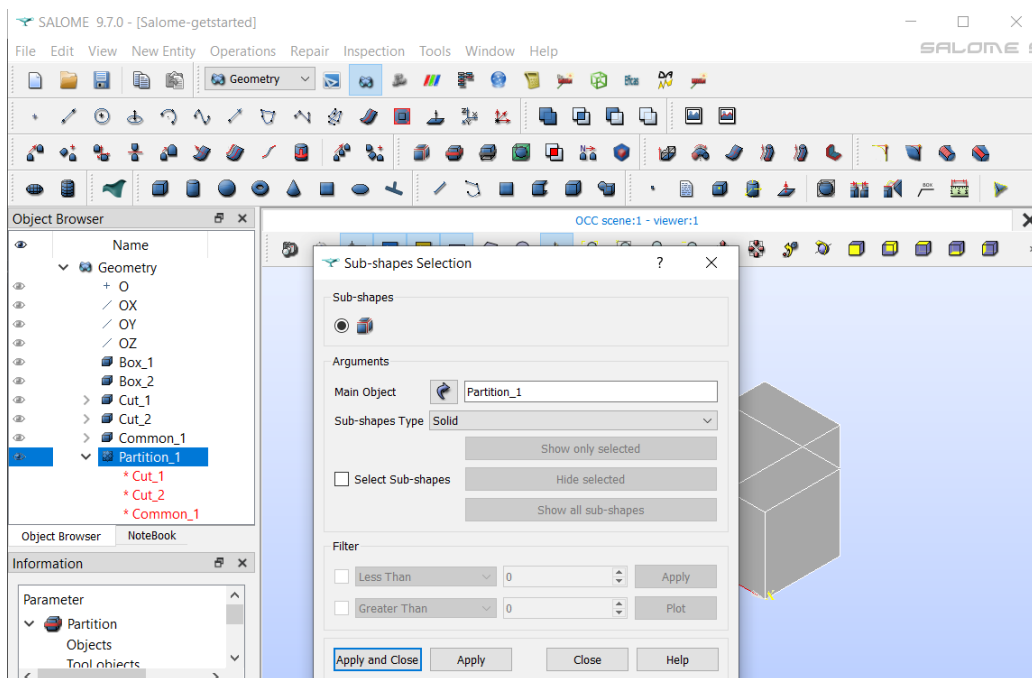 SALOME 9.7.0 - [Salome-getstarted]
File Edit View New Entity Operations Repair Inspection Tools Window Help
SALOME
Geometry
Object Browser
OCC scene:1 - viewer:1
Name
Geometry
O
OX
OY
OZ
Box_1
Box_2
Cut_1
Cut_2
Common_1
Partition_1
* Cut_1
* Cut_2
* Common_1
Object Browser NoteBook
Information
Parameter
Partition
Objects
Tool objects
Sub-shapes Selection ?
Sub-shapes
Arguments
Main Object Partition_1
Sub-shapes Type Solid
Show only selected
Select Sub-shapes Hide selected
Show all sub-shapes
Filter
Less Than 0 Apply
Greater Than 0 Plot
Apply and Close Apply Close Help